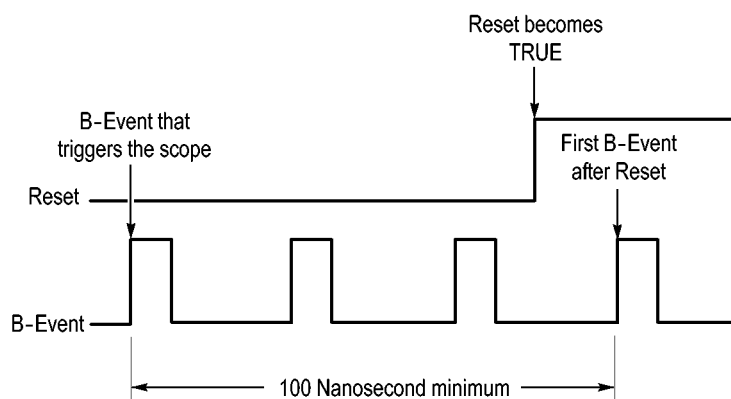 Reset becomes
TRUE
B-Event that
triggers the scope
First B-Event
after Reset
Reset
B-Event
100 Nanosecond minimum